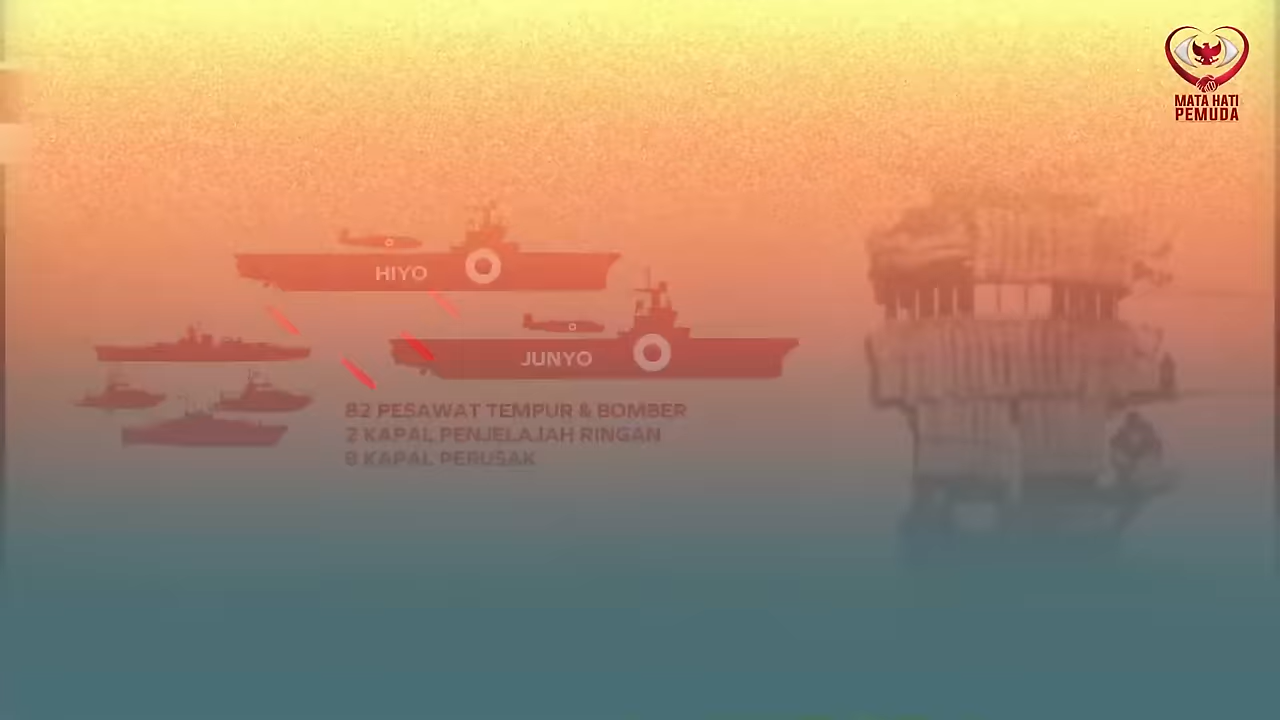 MATA HATI
PEMUDA
HIYO
JUNYO
82 PESAWAT TEMPUR & BOMBER
2 KAPAL PENJELAJAH RINGAN
8 KAPAL PERUSAK